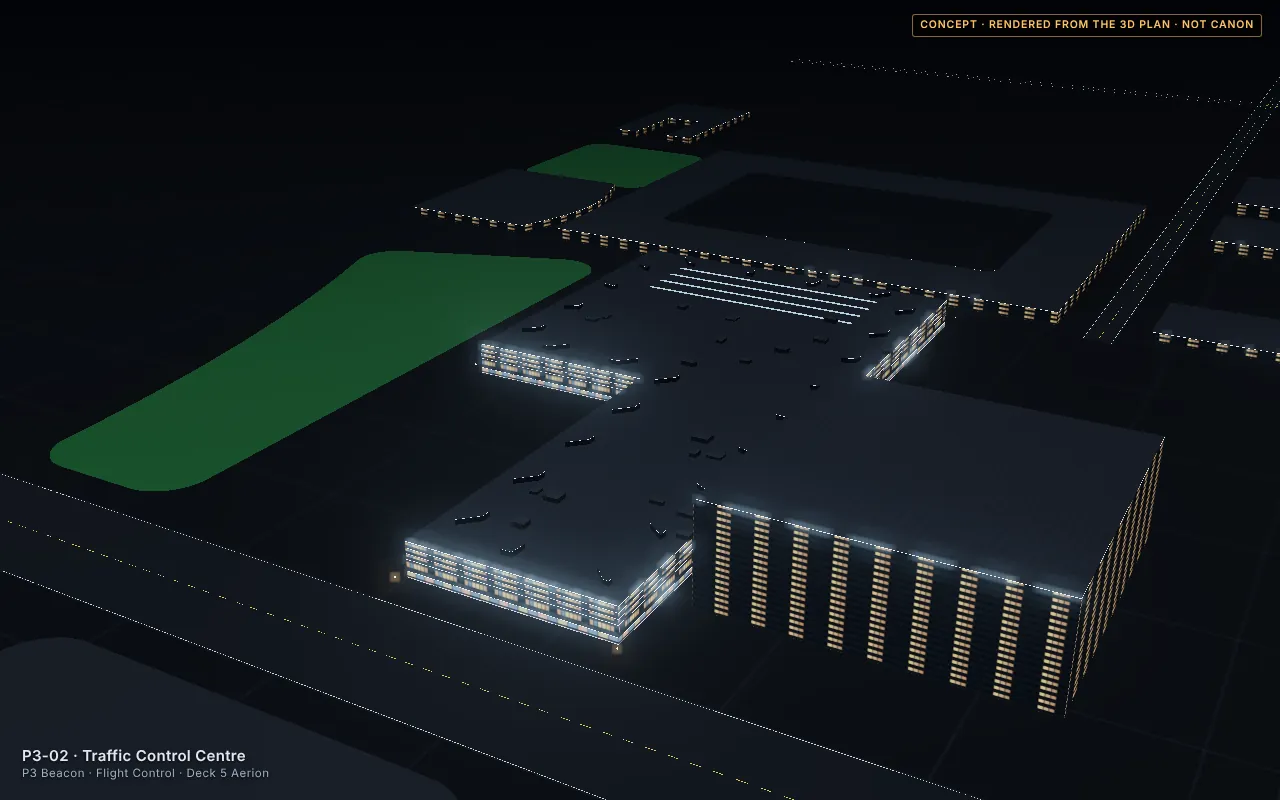 CONCEPT · RENDERED FROM THE 3D PLAN · NOT CANON
P3-02 · Traffic Control Centre
P3 Beacon · Flight Control · Deck 5 Aerion